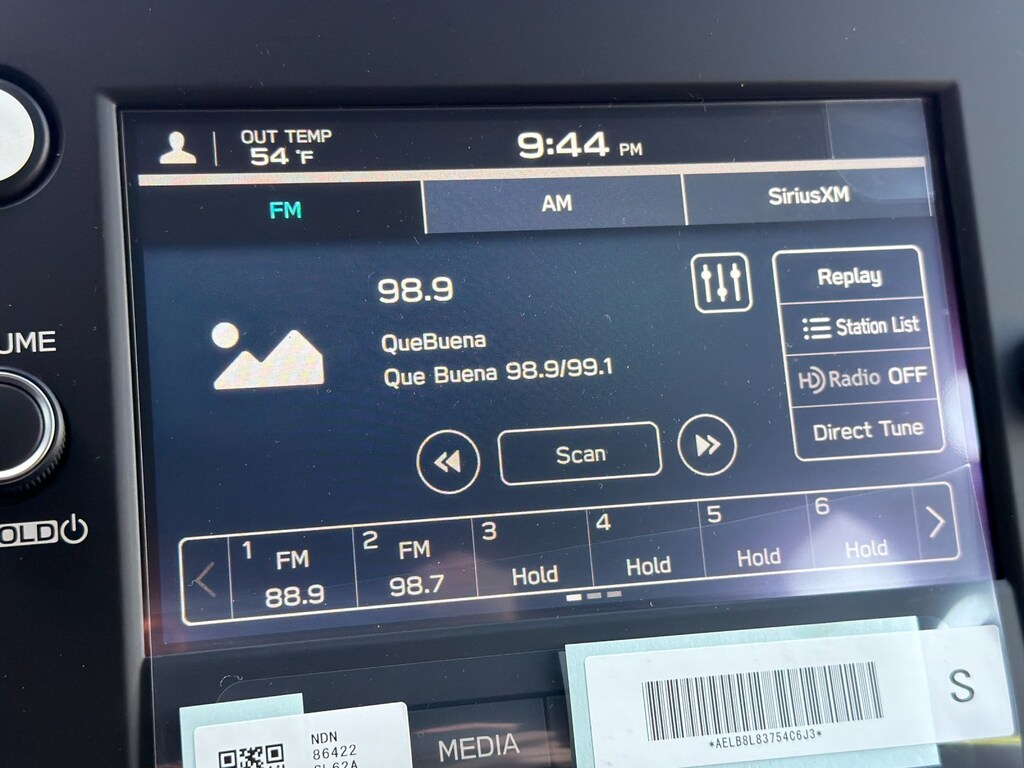 OUT TEMP
54 °F
9:44 PM
FM
AM
SiriusXM
98.9
QueBuena
Que Buena 98.9/99.1
Replay
Station List
HD Radio OFF
Direct Tune
Scan
1 FM 88.9
2 FM 98.7
3 Hold
4 Hold
5 Hold
6 Hold
UME
OLD
NDN
86422
MEDIA
*AELB8L83754C6J3*
S